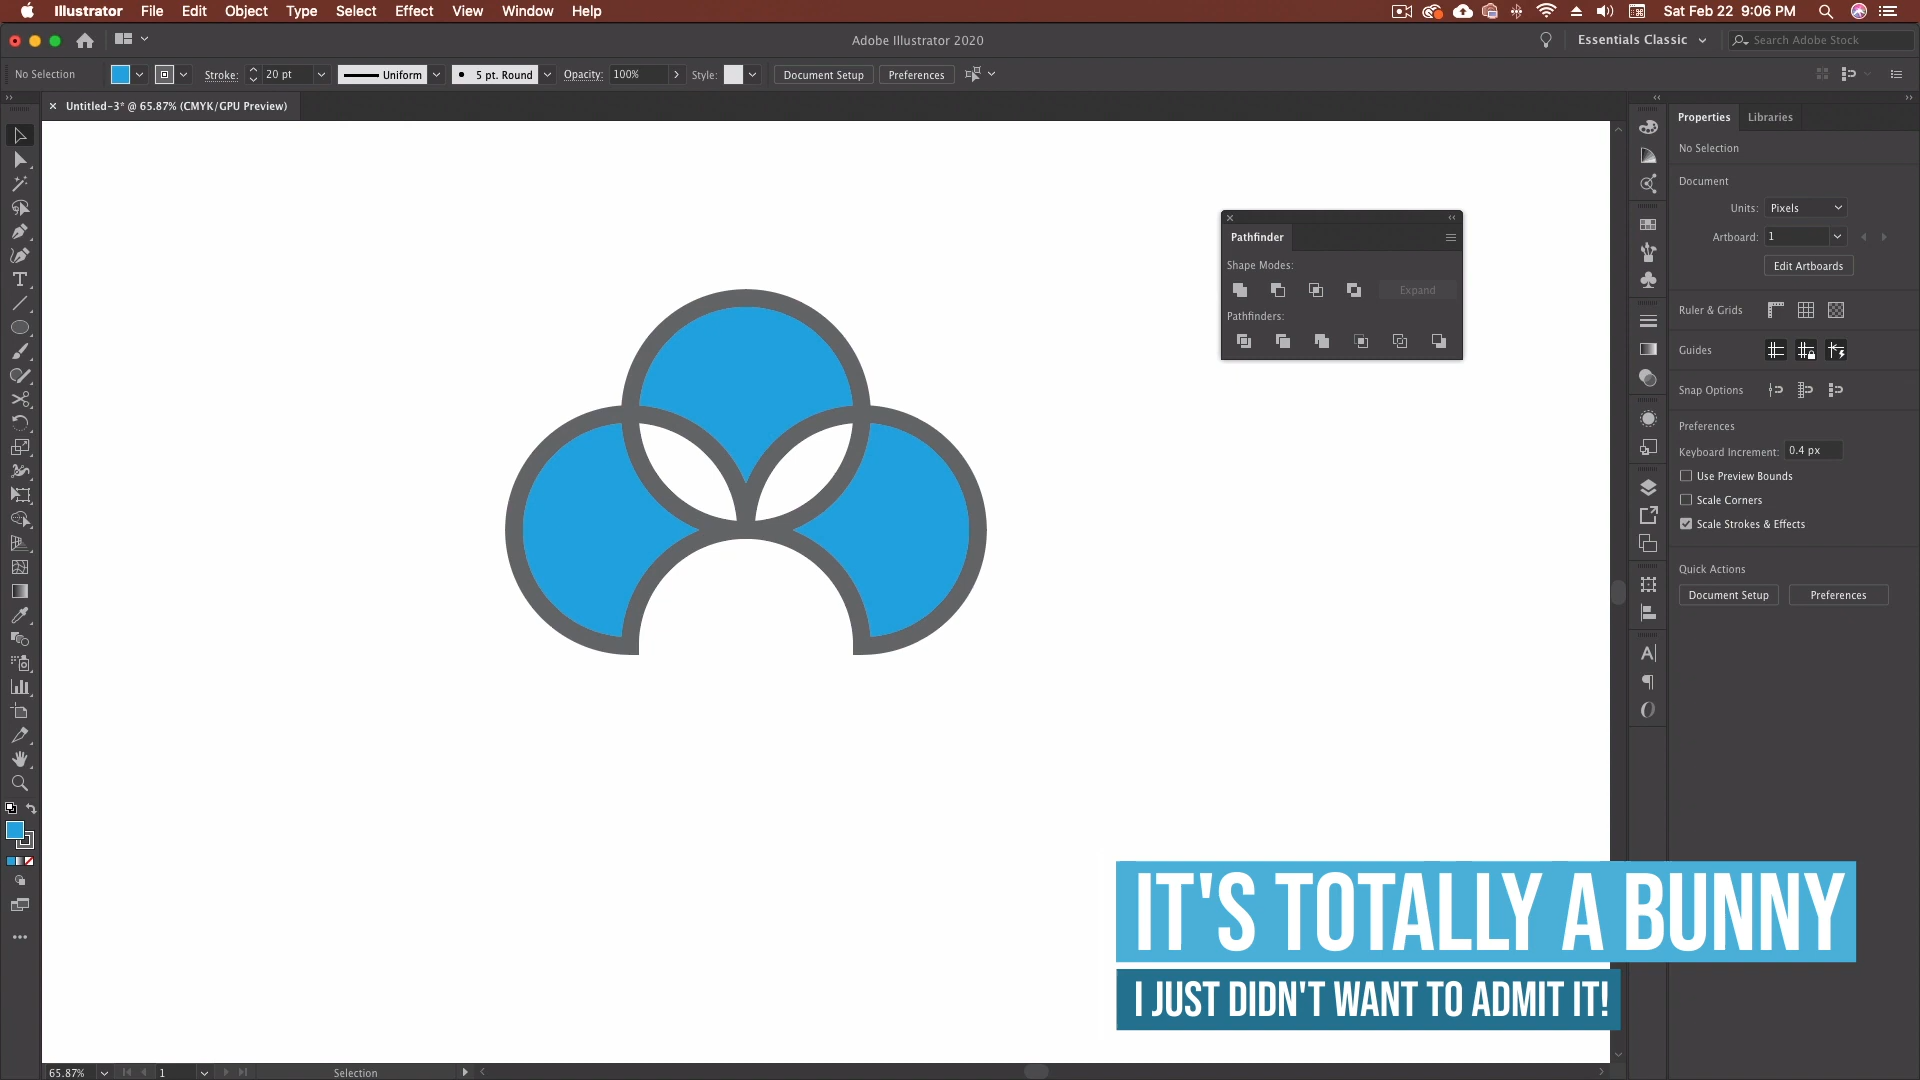 Illustrator File Edit Object Type Select Effect View Window Help
Sat Feb 22 9:06 PM
Adobe Illustrator 2020
Essentials Classic
Search Adobe Stock
No Selection
Stroke: 20 pt
Uniform
5 pt. Round
Opacity: 100%
Style:
Document Setup
Preferences
Untitled-3* @ 65.87% (CMYK/GPU Preview)
Properties
Libraries
No Selection
Document
Units: Pixels
Artboard: 1
Edit Artboards
Ruler & Grids
Guides
Snap Options
Preferences
Keyboard Increment: 0.4 px
Use Preview Bounds
Scale Corners
Scale Strokes & Effects
Quick Actions
Document Setup
Preferences
Pathfinder
Shape Modes:
Expand
Pathfinders:
IT'S TOTALLY A BUNNY
I JUST DIDN'T WANT TO ADMIT IT!
65.87%
1
Selection